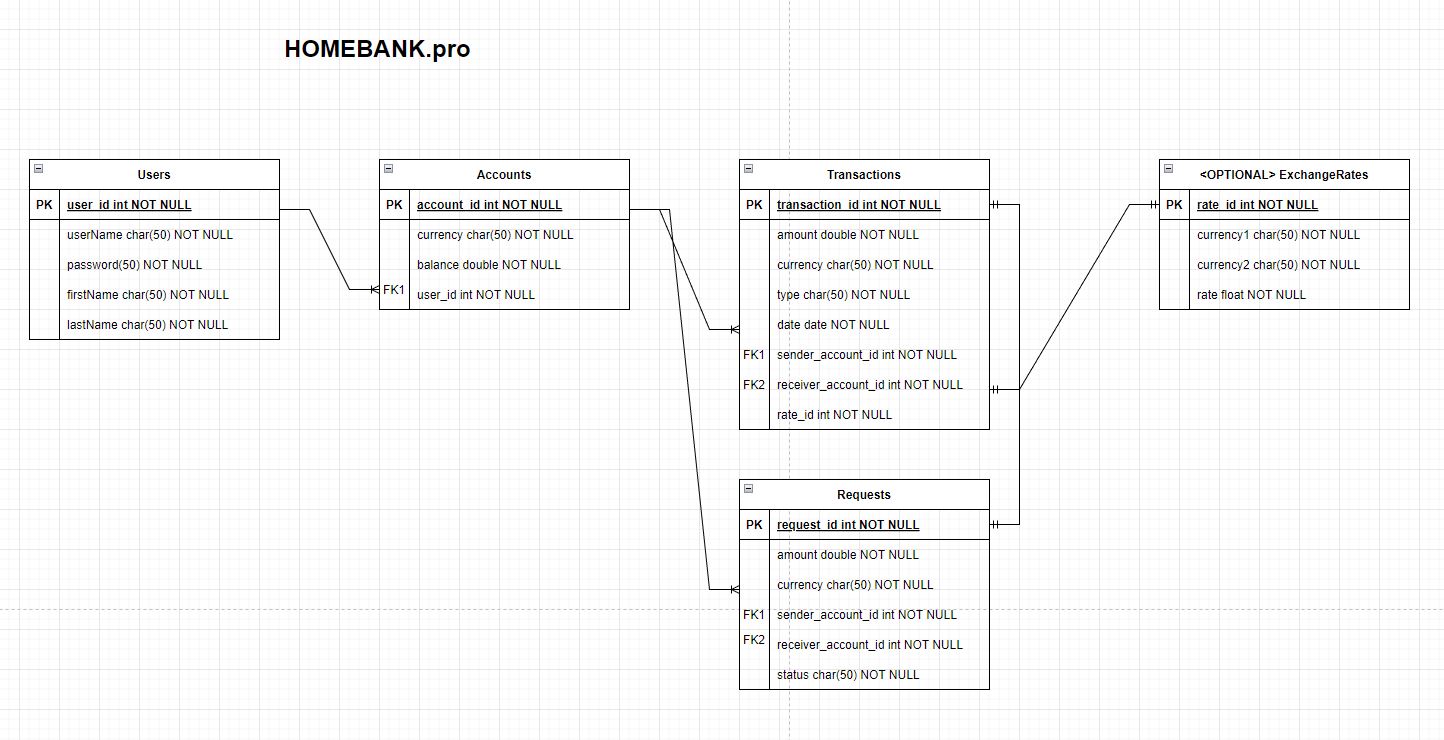 HOMEBANK.pro
Users
PK user_id int NOT NULL
userName char(50) NOT NULL
password(50) NOT NULL
firstName char(50) NOT NULL
lastName char(50) NOT NULL
Accounts
PK account_id int NOT NULL
currency char(50) NOT NULL
balance double NOT NULL
FK1 user_id int NOT NULL
Transactions
PK transaction_id int NOT NULL
amount double NOT NULL
currency char(50) NOT NULL
type char(50) NOT NULL
date date NOT NULL
FK1 sender_account_id int NOT NULL
FK2 receiver_account_id int NOT NULL
rate_id int NOT NULL
<OPTIONAL> ExchangeRates
PK rate_id int NOT NULL
currency1 char(50) NOT NULL
currency2 char(50) NOT NULL
rate float NOT NULL
Requests
PK request_id int NOT NULL
amount double NOT NULL
currency char(50) NOT NULL
FK1 sender_account_id int NOT NULL
FK2 receiver_account_id int NOT NULL
status char(50) NOT NULL